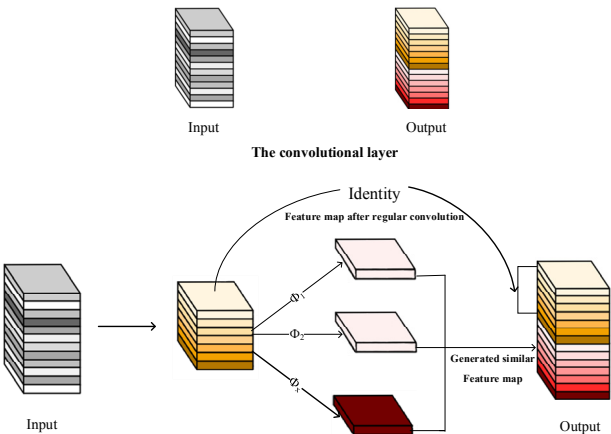 Input
Output
The convolutional layer
Identity
Feature map after regular convolution
Φ1
Φ2
Generated similar
Feature map
Input
Output